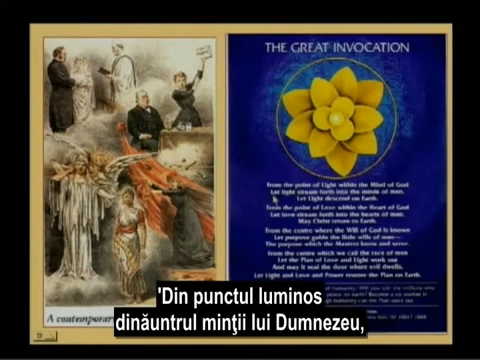 THE GREAT INVOCATION
From the point of Light within the Mind of God
Let light stream forth into the minds of men.
Let Light descend on Earth.
From the point of Love within the Heart of God
Let love stream forth into the hearts of men.
May Christ return to Earth.
From the centre where the Will of God is known
Let purpose guide the little wills of men—
The purpose which the Masters know and serve.
From the centre which we call the race of men
Let the Plan of Love and Light work out
And may it seal the door where evil dwells.
Let Light and Love and Power restore the Plan on Earth.
A contemporar
'Din punctul luminos
dinăuntrul minţii lui Dumnezeu,